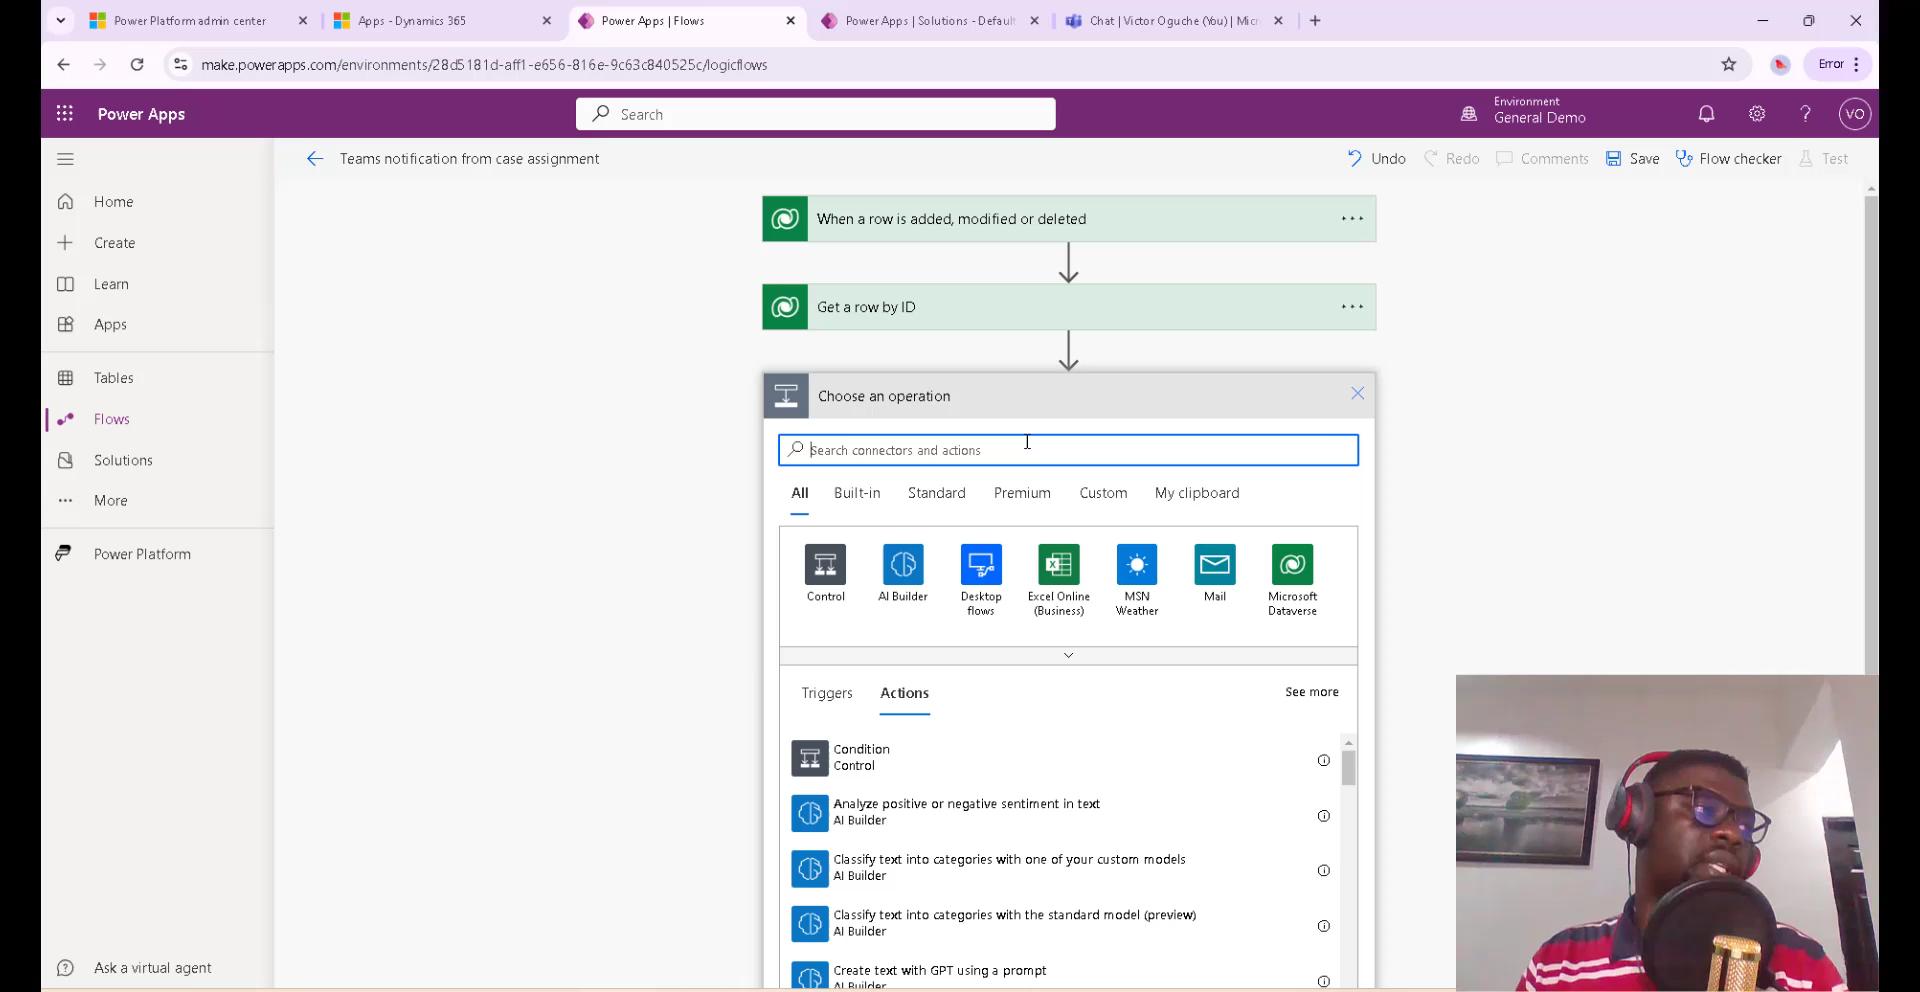 Power Platform admin center
Apps - Dynamics 365
Power Apps | Flows
Power Apps | Solutions - Default
Chat | Victor Oguche (You) | Micr
make.powerapps.com/environments/28d5181d-aff1-e656-816e-9c63c840525c/logicflows
Error
Power Apps
Search
Environment
General Demo
VO
Teams notification from case assignment
Undo
Redo
Comments
Save
Flow checker
Test
Home
Create
Learn
Apps
Tables
Flows
Solutions
More
Power Platform
Ask a virtual agent
When a row is added, modified or deleted
Get a row by ID
Choose an operation
Search connectors and actions
All
Built-in
Standard
Premium
Custom
My clipboard
Control
AI Builder
Desktop
flows
Excel Online
(Business)
MSN
Weather
Mail
Microsoft
Dataverse
Triggers
Actions
See more
Condition
Control
Analyze positive or negative sentiment in text
AI Builder
Classify text into categories with one of your custom models
AI Builder
Classify text into categories with the standard model (preview)
AI Builder
Create text with GPT using a prompt
AI Builder